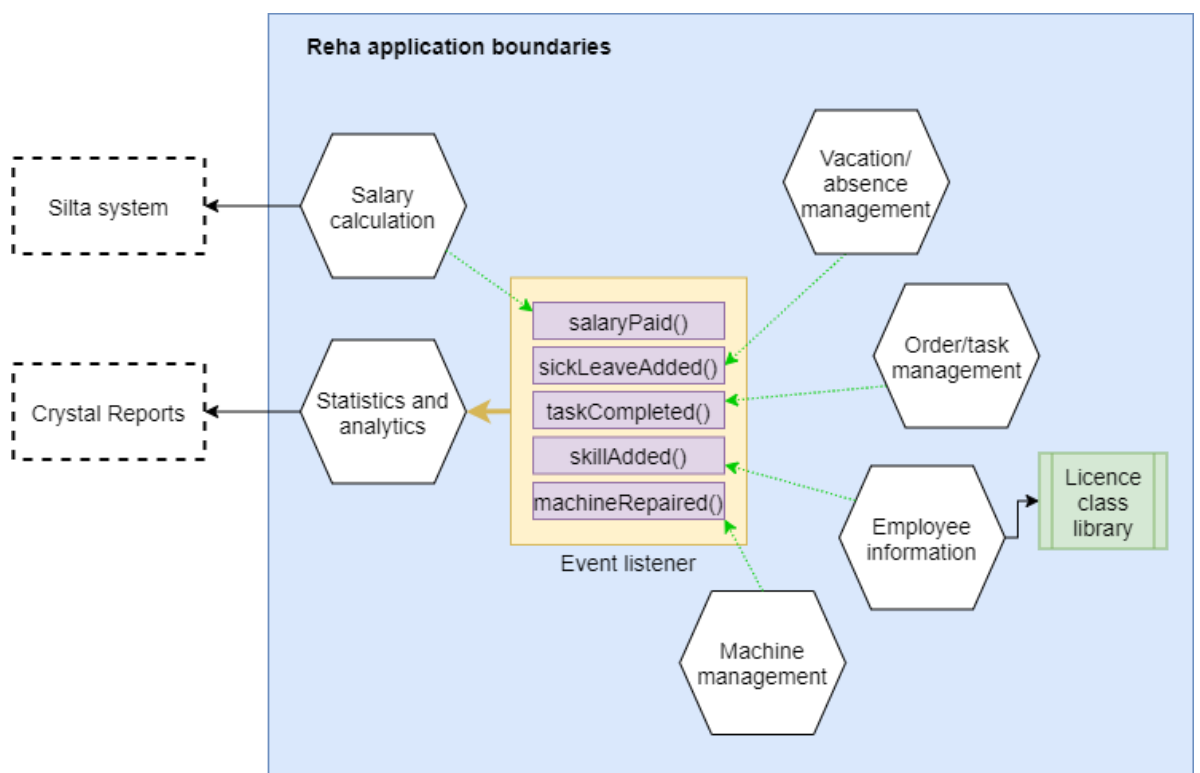 Reha application boundaries
Silta system
Salary
calculation
Vacation/
absence
management
salaryPaid()
sickLeaveAdded()
taskCompleted()
skillAdded()
machineRepaired()
Event listener
Order/task
management
Crystal Reports
Statistics and
analytics
Employee
information
Licence
class
library
Machine
management